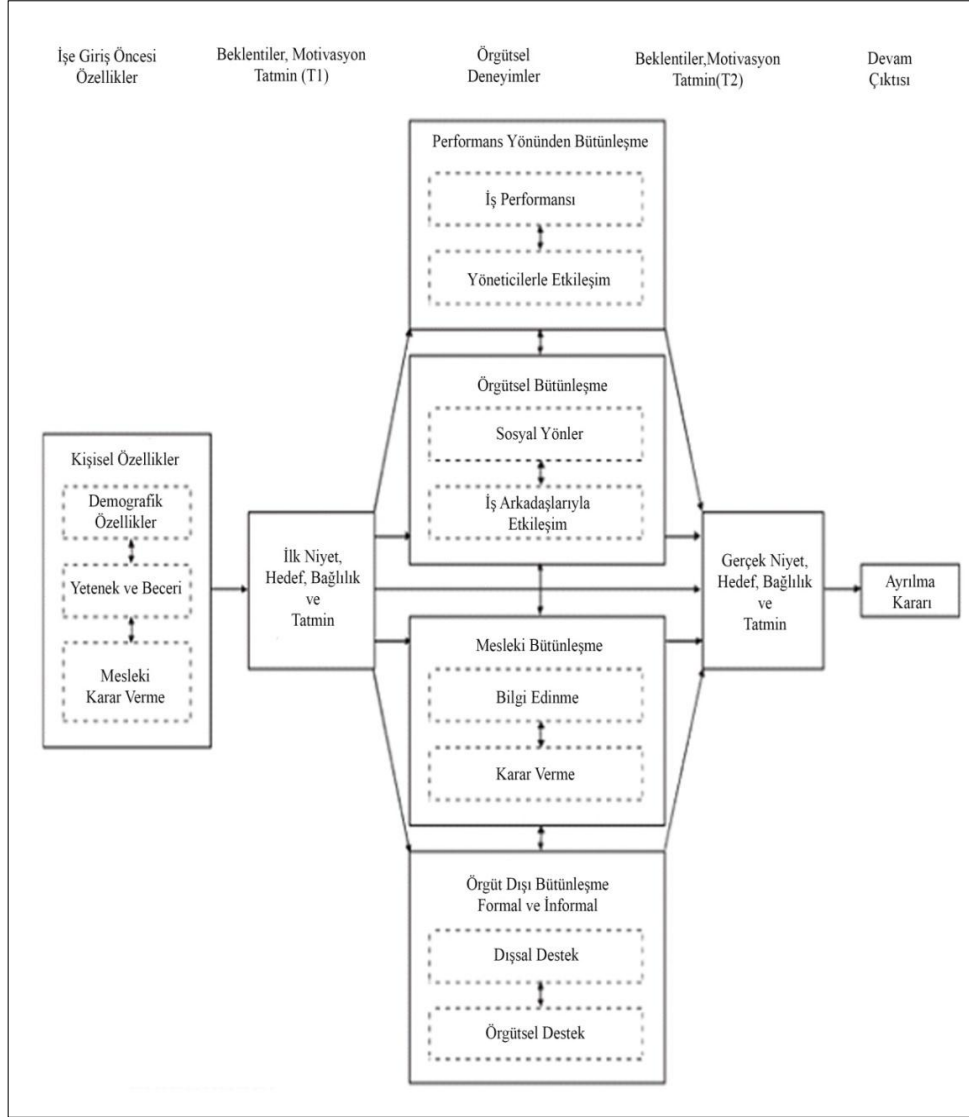 İşe Giriş Öncesi
Özellikler
Beklentiler, Motivasyon
Tatmin (T1)
Örgütsel
Deneyimler
Beklentiler,Motivasyon
Tatmin(T2)
Devam
Çıktısı
Performans Yönünden Bütünleşme
İş Performansı
Yöneticilerle Etkileşim
Örgütsel Bütünleşme
Sosyal Yönler
İş Arkadaşlarıyla
Etkileşim
Kişisel Özellikler
Demografik
Özellikler
Yetenek ve Beceri
Mesleki
Karar Verme
İlk Niyet,
Hedef, Bağlılık
ve
Tatmin
Gerçek Niyet,
Hedef, Bağlılık
ve
Tatmin
Ayrılma
Kararı
Mesleki Bütünleşme
Bilgi Edinme
Karar Verme
Örgüt Dışı Bütünleşme
Formal ve İnformal
Dışsal Destek
Örgütsel Destek